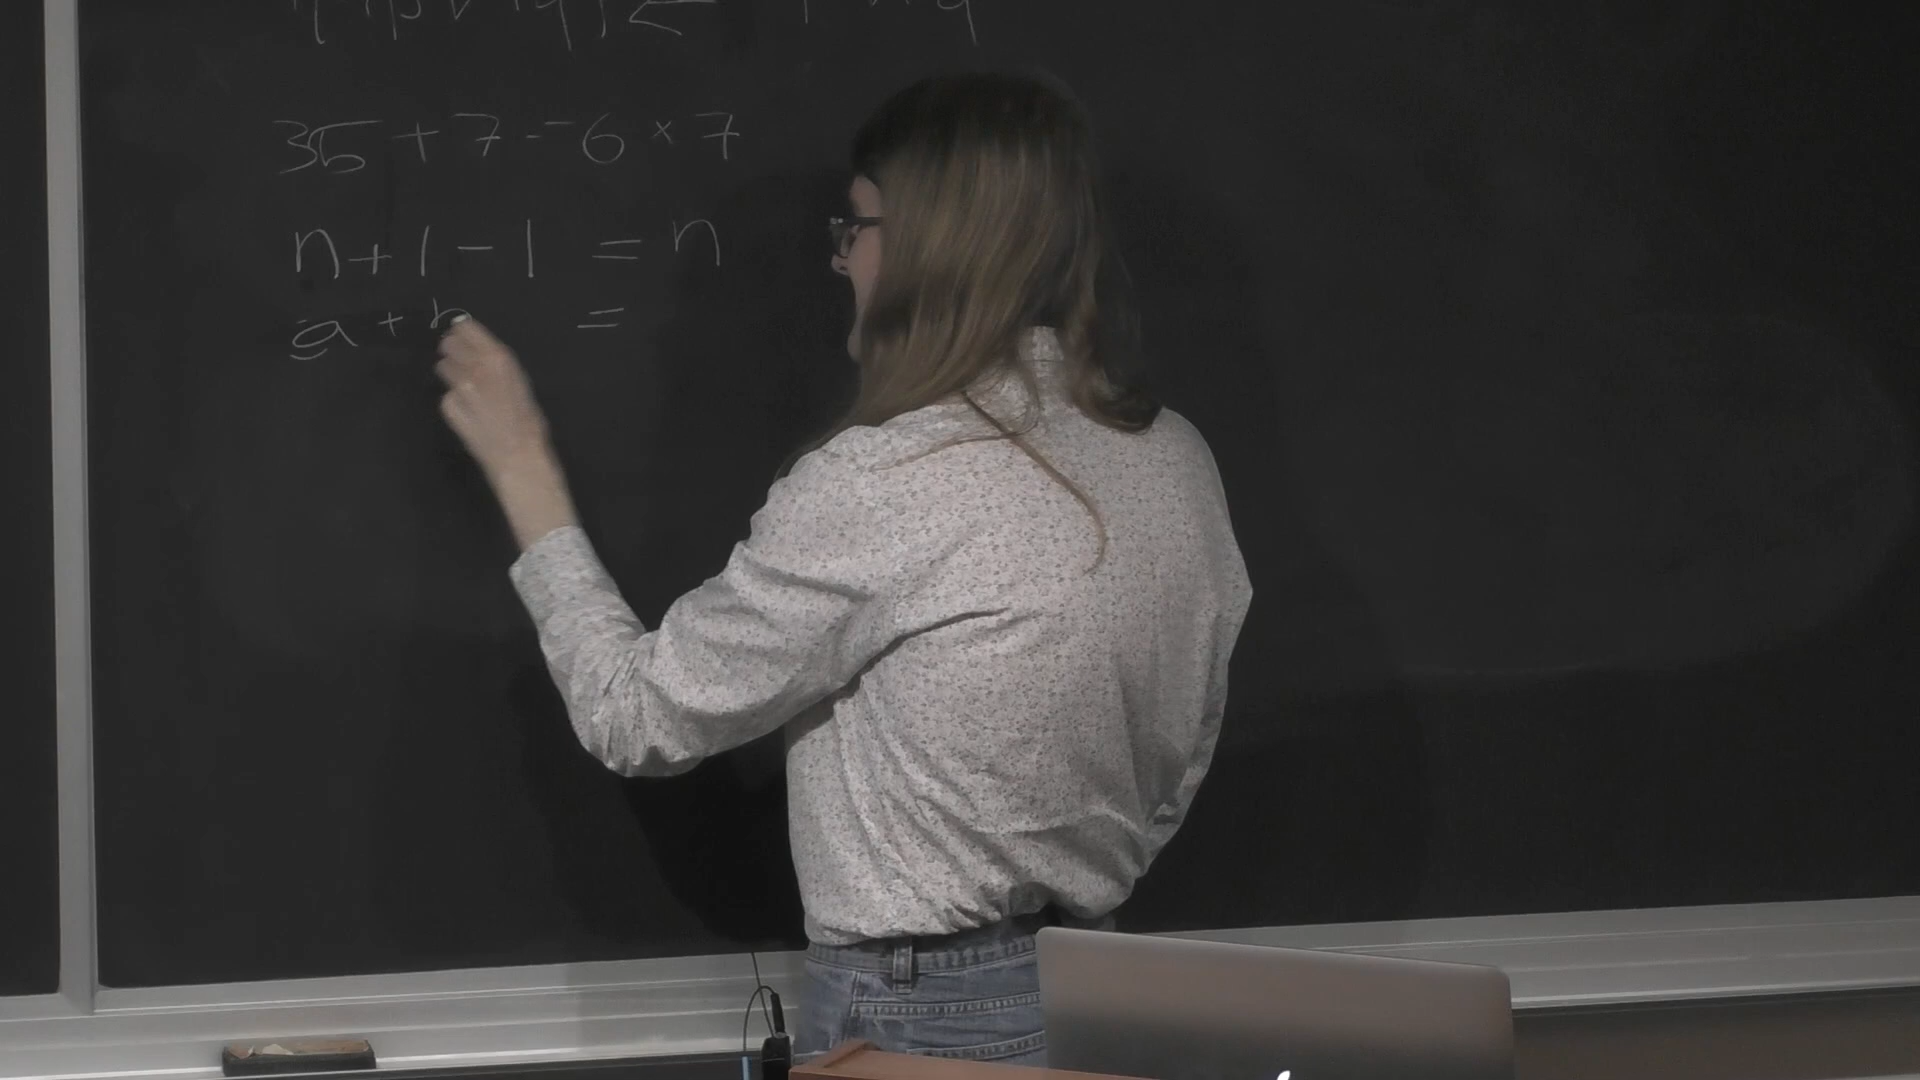 35 + 7 = 6 × 7
n + 1 - 1 = n
a + b =